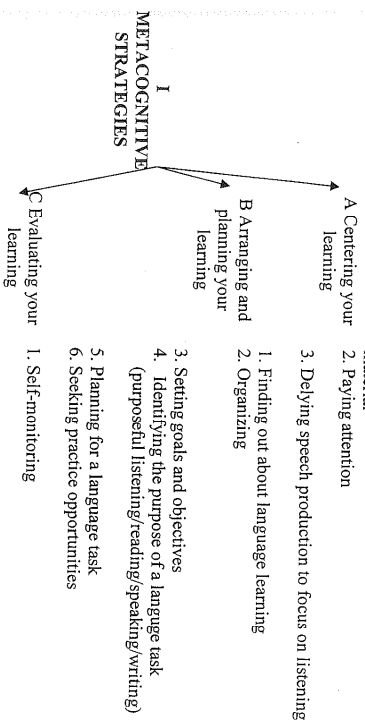 I
METACOGNITIVE
STRATEGIES
A Centering your
learning
2. Paying attention
3. Delying speech production to focus on listening
B Arranging and
planning your
learning
1. Finding out about language learning
2. Organizing
3. Setting goals and objectives
4. Identifying the purpose of a languge task
(purposeful listening/reading/speaking/writing)
5. Planning for a language task
6. Seeking practice opportunities
C Evaluating your
learning
1. Self-monitoring